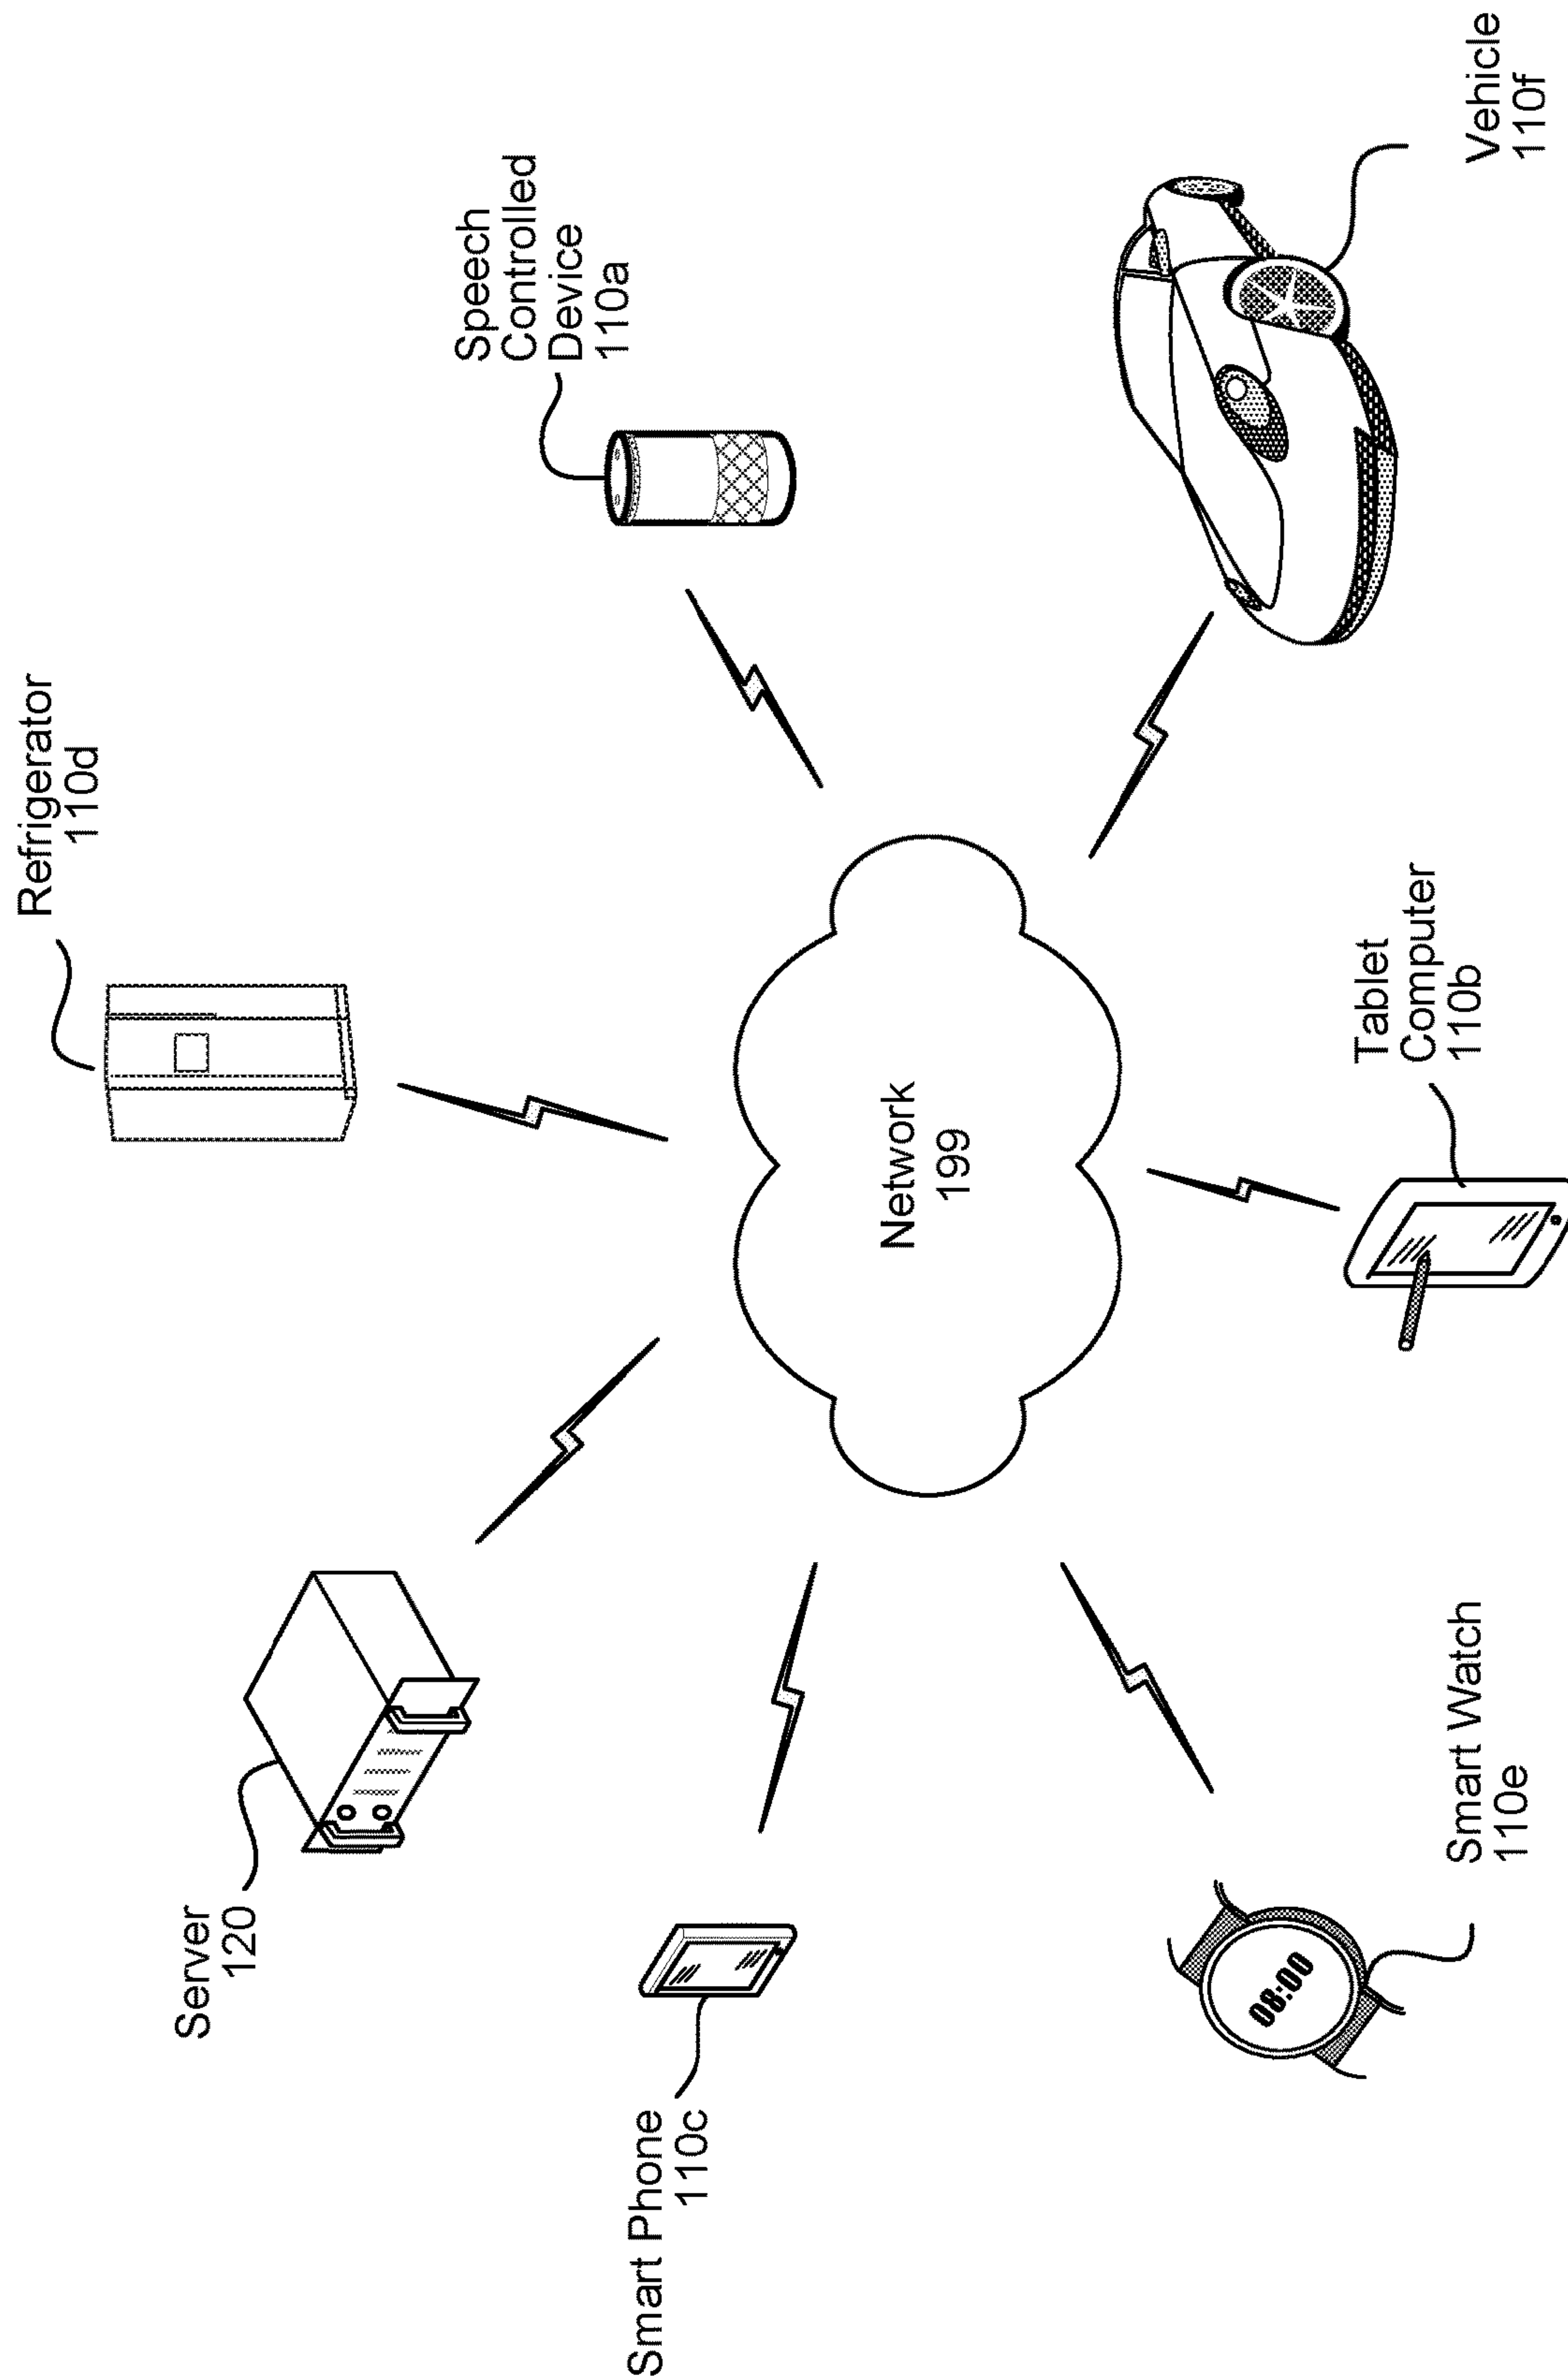 Refrigerator
110d
Server
120
Speech
Controlled
Device
110a
Smart Phone
110c
Network
199
08:00
Smart Watch
110e
Tablet
Computer
110b
Vehicle
110f